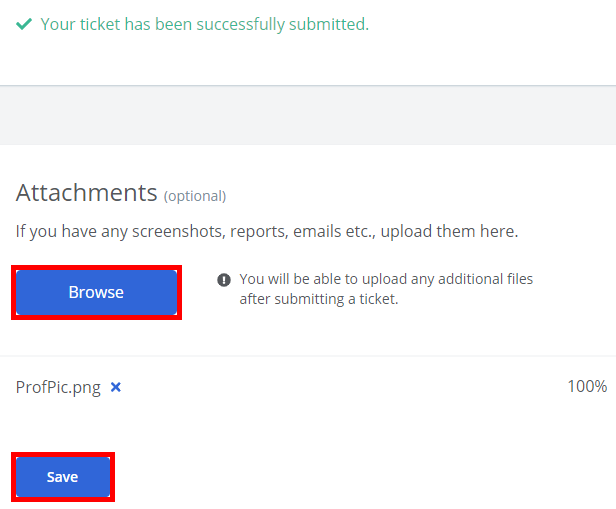 Your ticket has been successfully submitted.
Attachments (optional)
If you have any screenshots, reports, emails etc., upload them here.
Browse
You will be able to upload any additional files
after submitting a ticket.
ProfPic.png
100%
Save